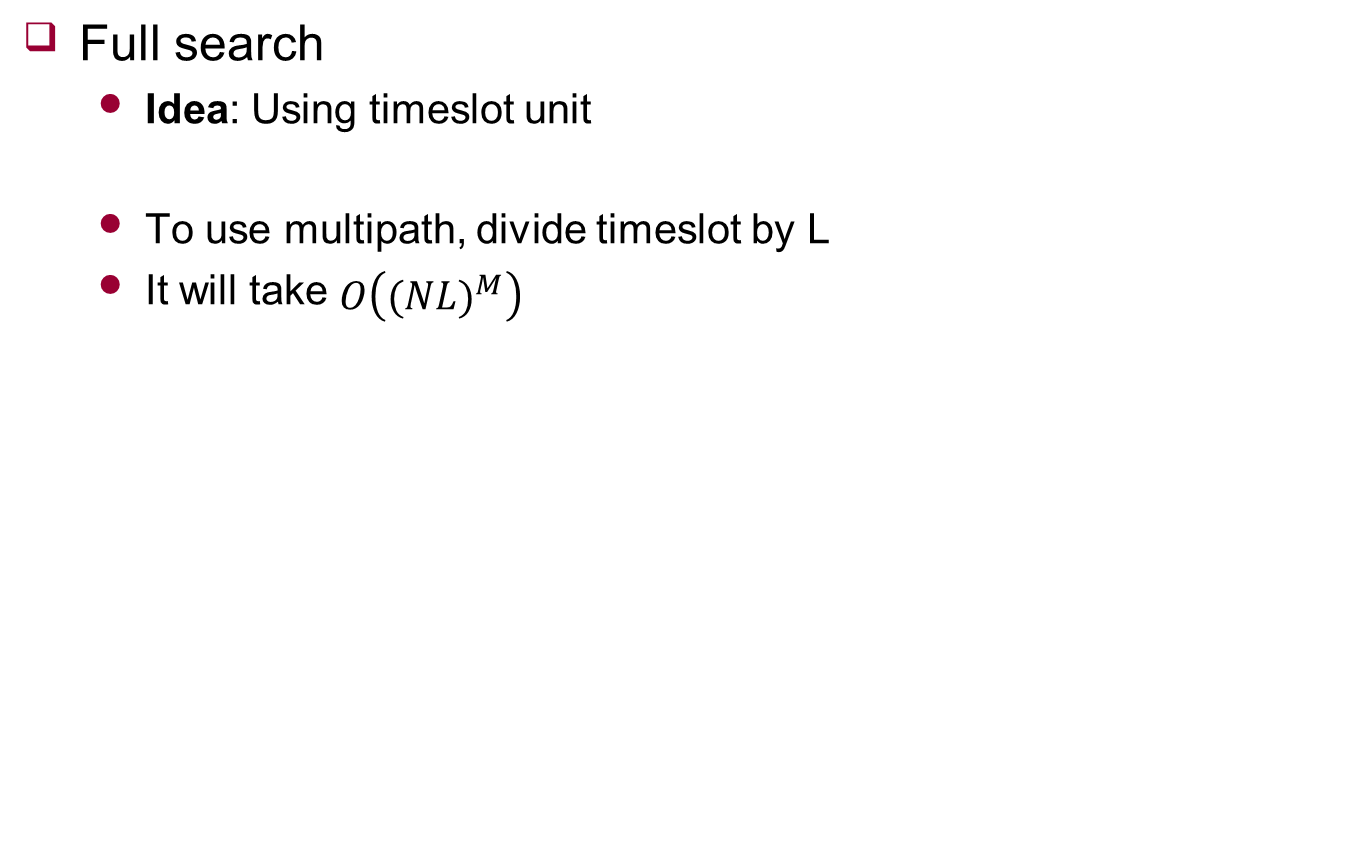 Full search
Idea: Using timeslot unit
To use multipath, divide timeslot by L
It will take O((NL)^M)